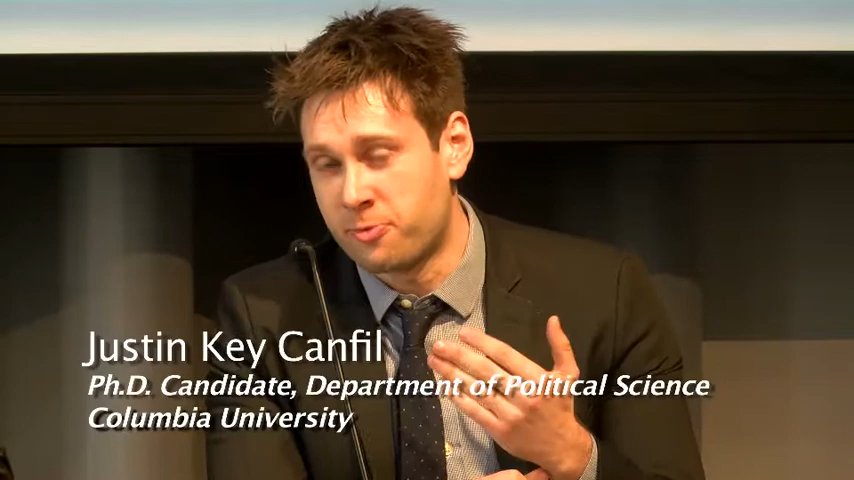 Justin Key Canfil
Ph.D. Candidate, Department of Political Science
Columbia University